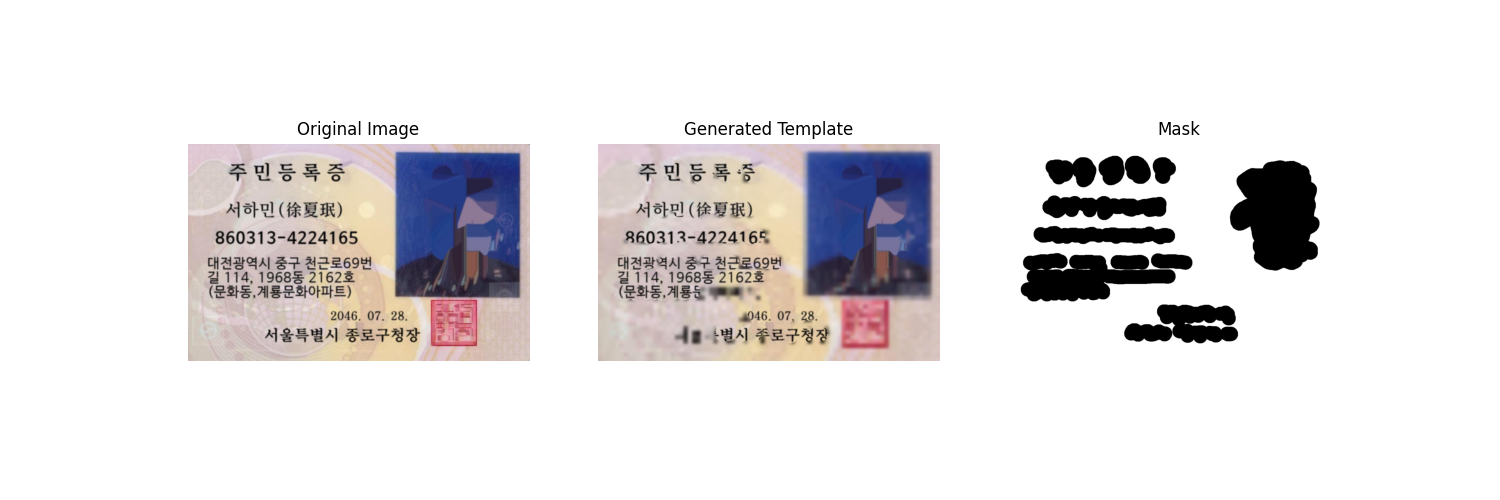 Original Image
주민등록증
서하민(徐夏珉)
860313-4224165
대전광역시 중구 천근로69번
길 114, 1968동 2162호
(문화동,계룡문화아파트)
2046. 07. 28.
서울특별시 종로구청장
Generated Template
주민등록증
서하민(徐夏珉)
860313-4224165
대전광역시 중구 천근로69번
길 114, 1968동 2162호
(문화동,계룡
046. 07. 28.
별시 종로구청장
Mask